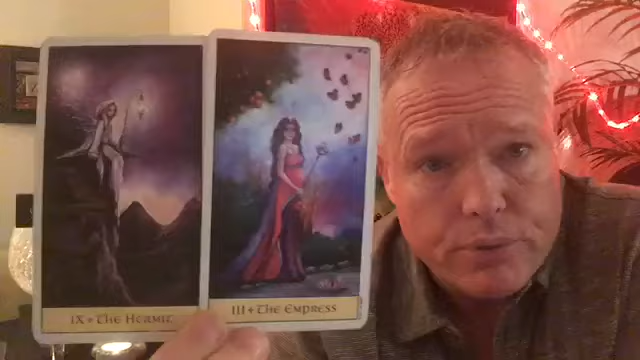 IX ✦ The Hermit
III ✦ The Empress